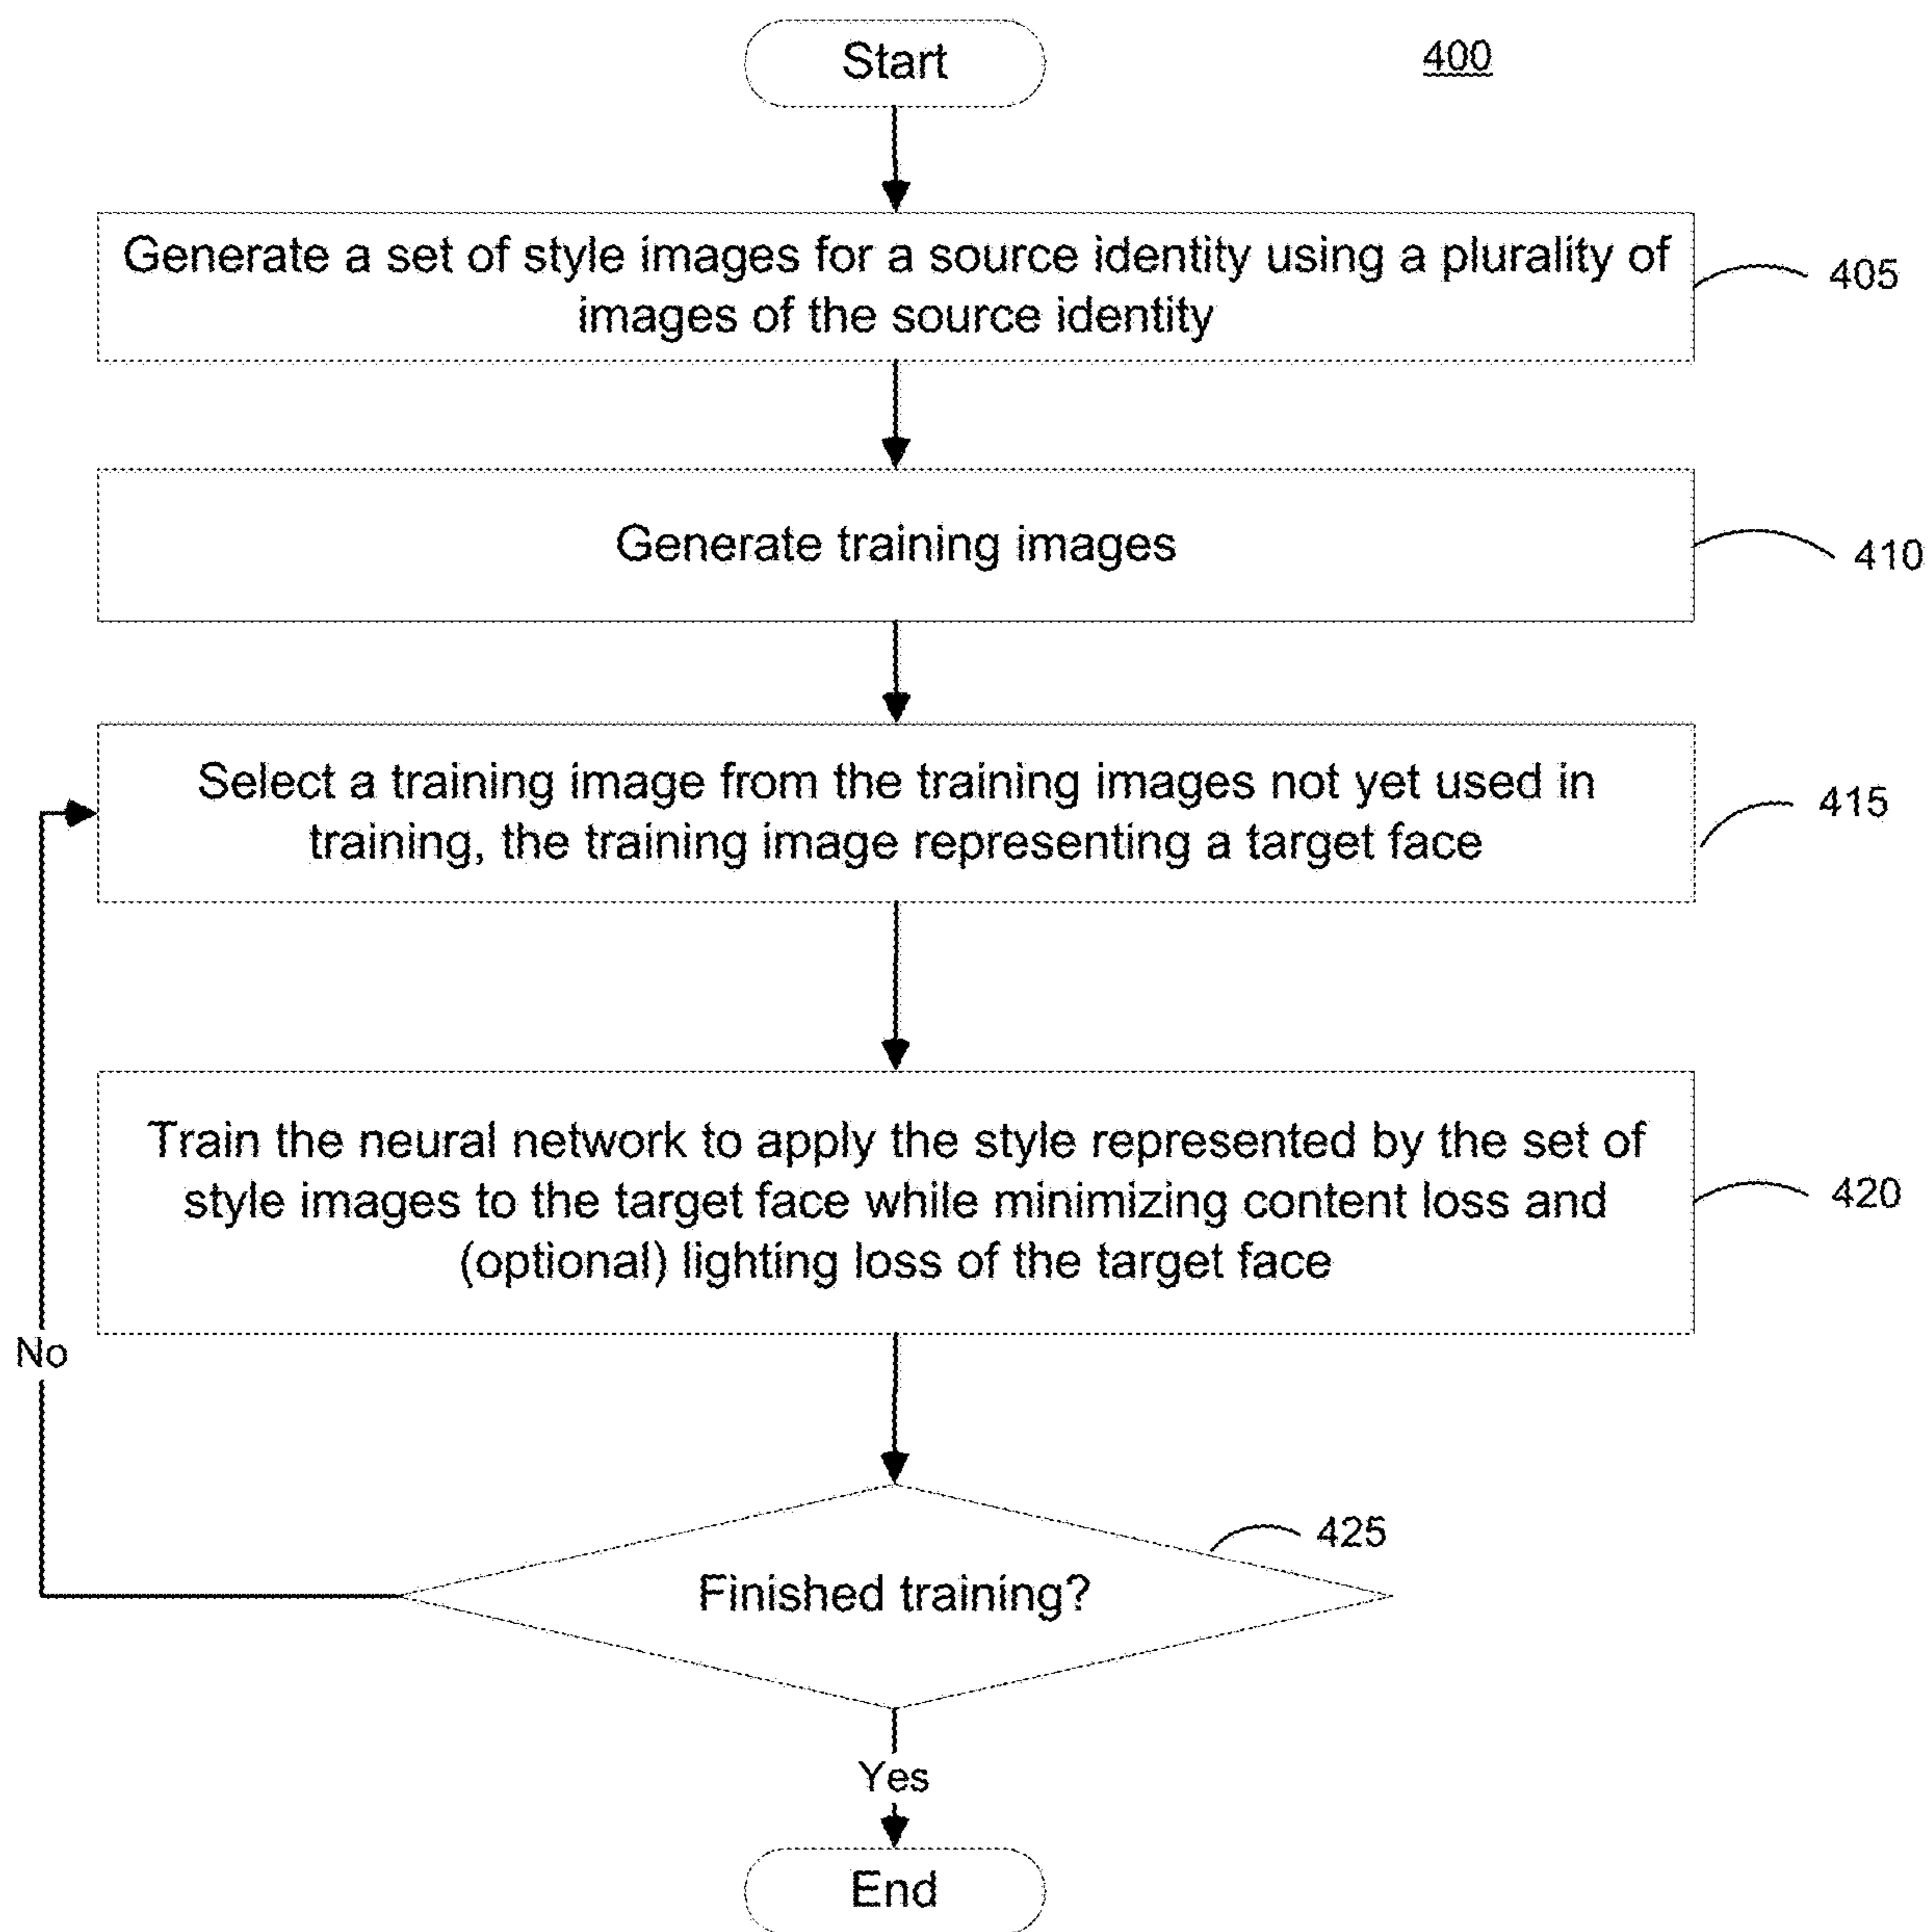 Start
400
Generate a set of style images for a source identity using a plurality of
images of the source identity
405
Generate training images
410
Select a training image from the training images not yet used in
training, the training image representing a target face
415
Train the neural network to apply the style represented by the set of
style images to the target face while minimizing content loss and
(optional) lighting loss of the target face
420
No
425
Finished training?
Yes
End